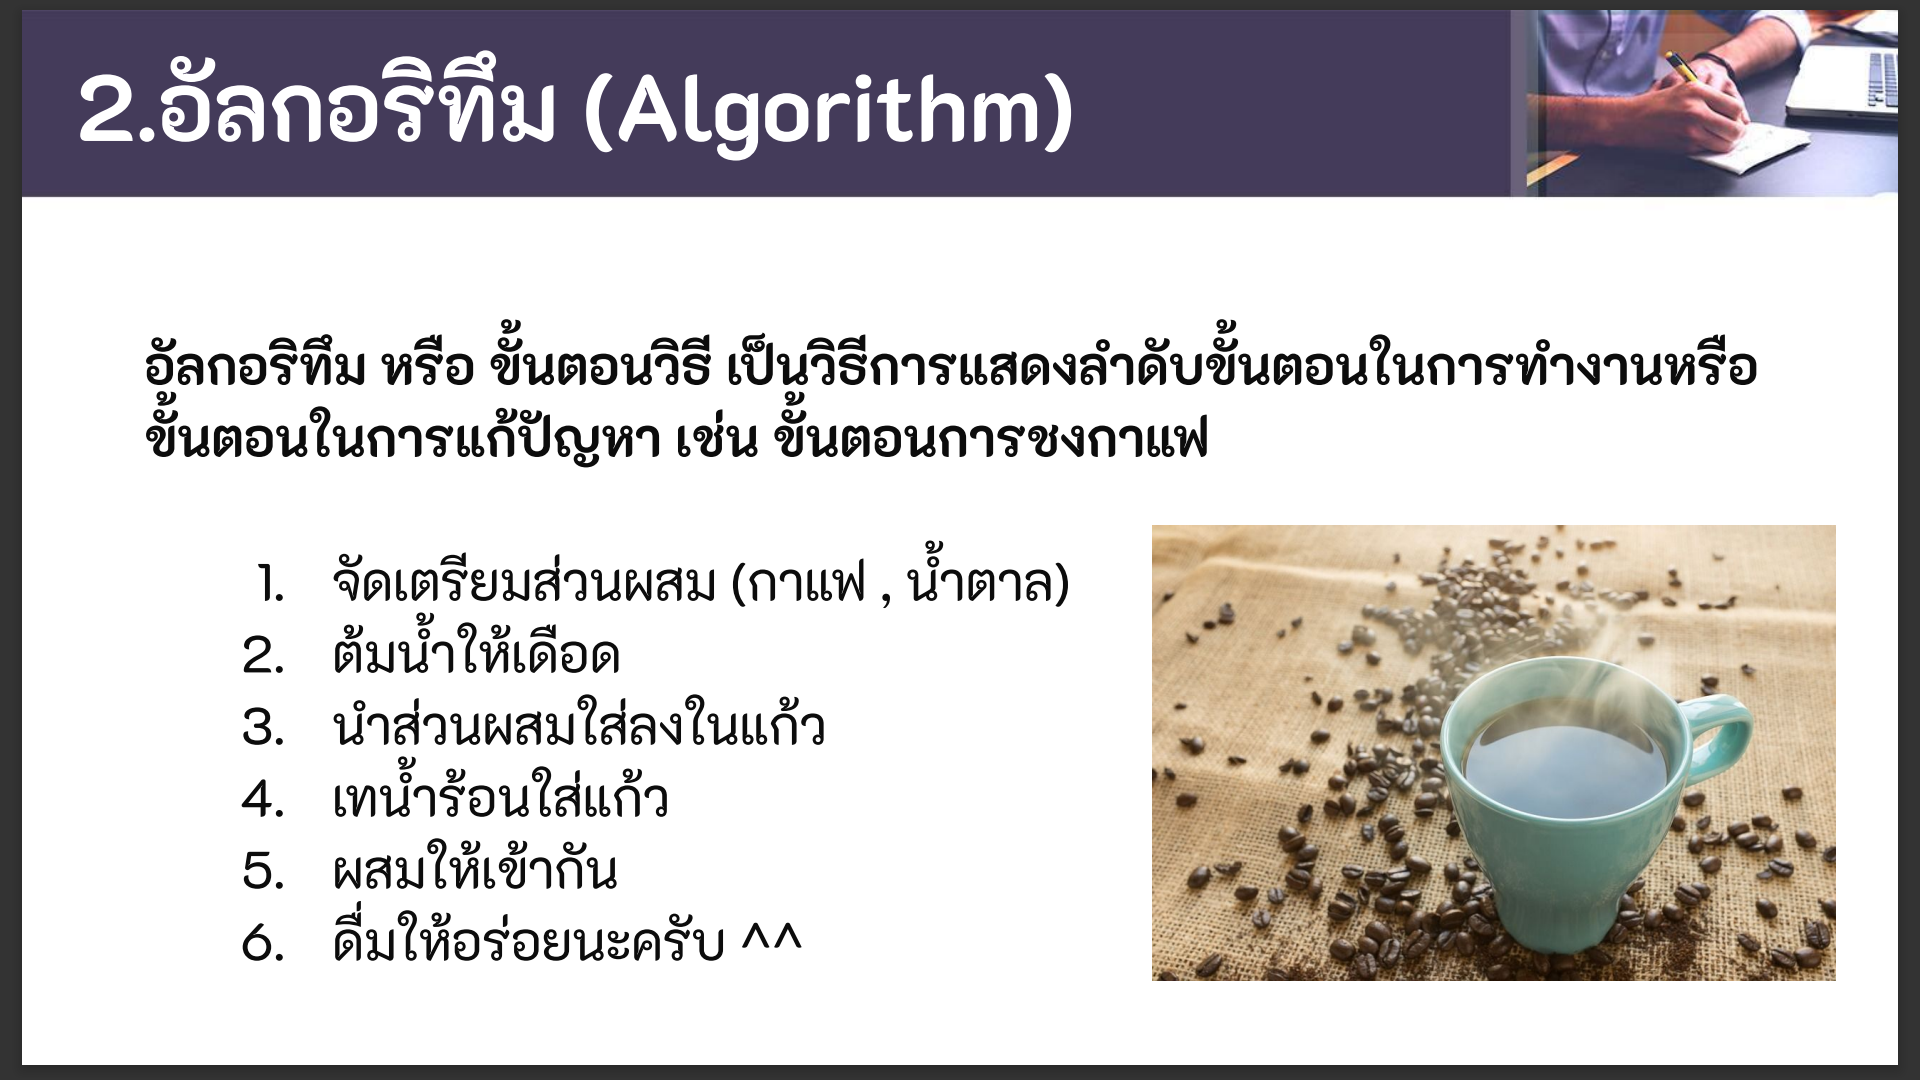 2.อัลกอริทึม (Algorithm)
อัลกอริทึม หรือ ขั้นตอนวิธี เป็นวิธีการแสดงลำดับขั้นตอนในการทำงานหรือ
ขั้นตอนในการแก้ปัญหา เช่น ขั้นตอนการชงกาแฟ
1. จัดเตรียมส่วนผสม (กาแฟ , น้ำตาล)
2. ต้มน้ำให้เดือด
3. นำส่วนผสมใส่ลงในแก้ว
4. เทน้ำร้อนใส่แก้ว
5. ผสมให้เข้ากัน
6. ดื่มให้อร่อยนะครับ ^^